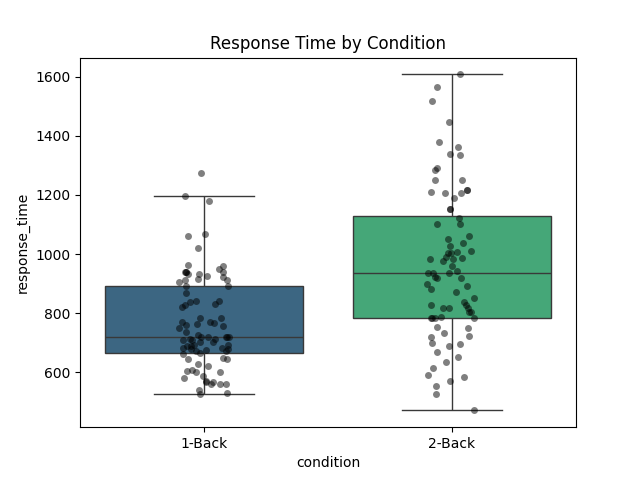 Response Time by Condition
1600
1400
1200
1000
800
600
response_time
1-Back
2-Back
condition